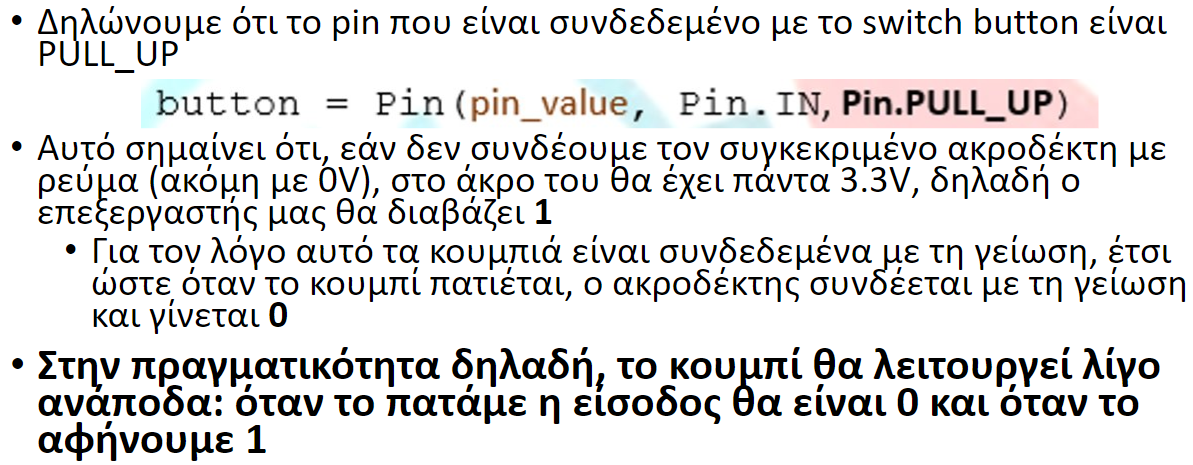 • Δηλώνουμε ότι το pin που είναι συνδεδεμένο με το switch button είναι
PULL_UP
button = Pin(pin_value, Pin.IN, Pin.PULL_UP)
• Αυτό σημαίνει ότι, εάν δεν συνδέουμε τον συγκεκριμένο ακροδέκτη με
ρεύμα (ακόμη με 0V), στο άκρο του θα έχει πάντα 3.3V, δηλαδή ο
επεξεργαστής μας θα διαβάζει 1
• Για τον λόγο αυτό τα κουμπιά είναι συνδεδεμένα με τη γείωση, έτσι
ώστε όταν το κουμπί πατιέται, ο ακροδέκτης συνδέεται με τη γείωση
και γίνεται 0
• Στην πραγματικότητα δηλαδή, το κουμπί θα λειτουργεί λίγο
ανάποδα: όταν το πατάμε η είσοδος θα είναι 0 και όταν το
αφήνουμε 1